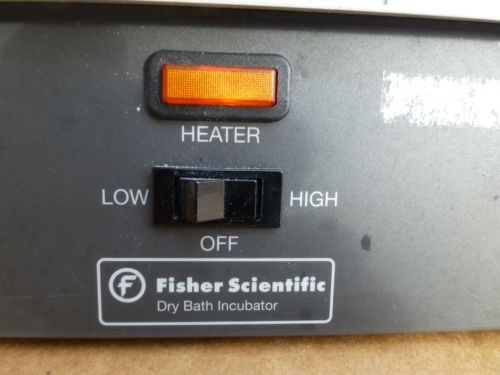 HEATER
LOW HIGH
OFF
f Fisher Scientific
Dry Bath Incubator